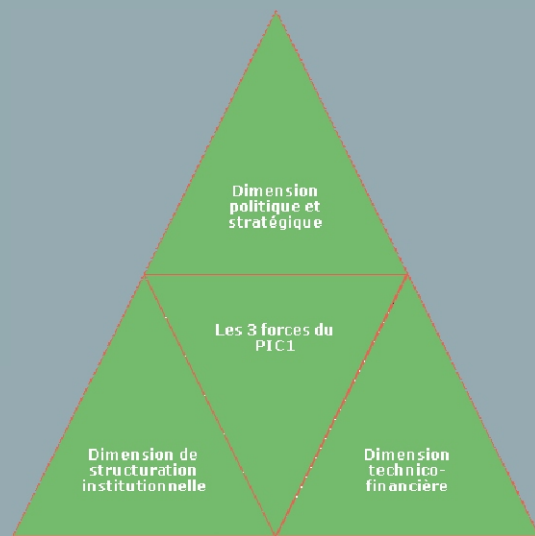 Dimension
politique et
stratégique
Les 3 forces du
PIC1
Dimension de
structuration
institutionnelle
Dimension
technico-
financière